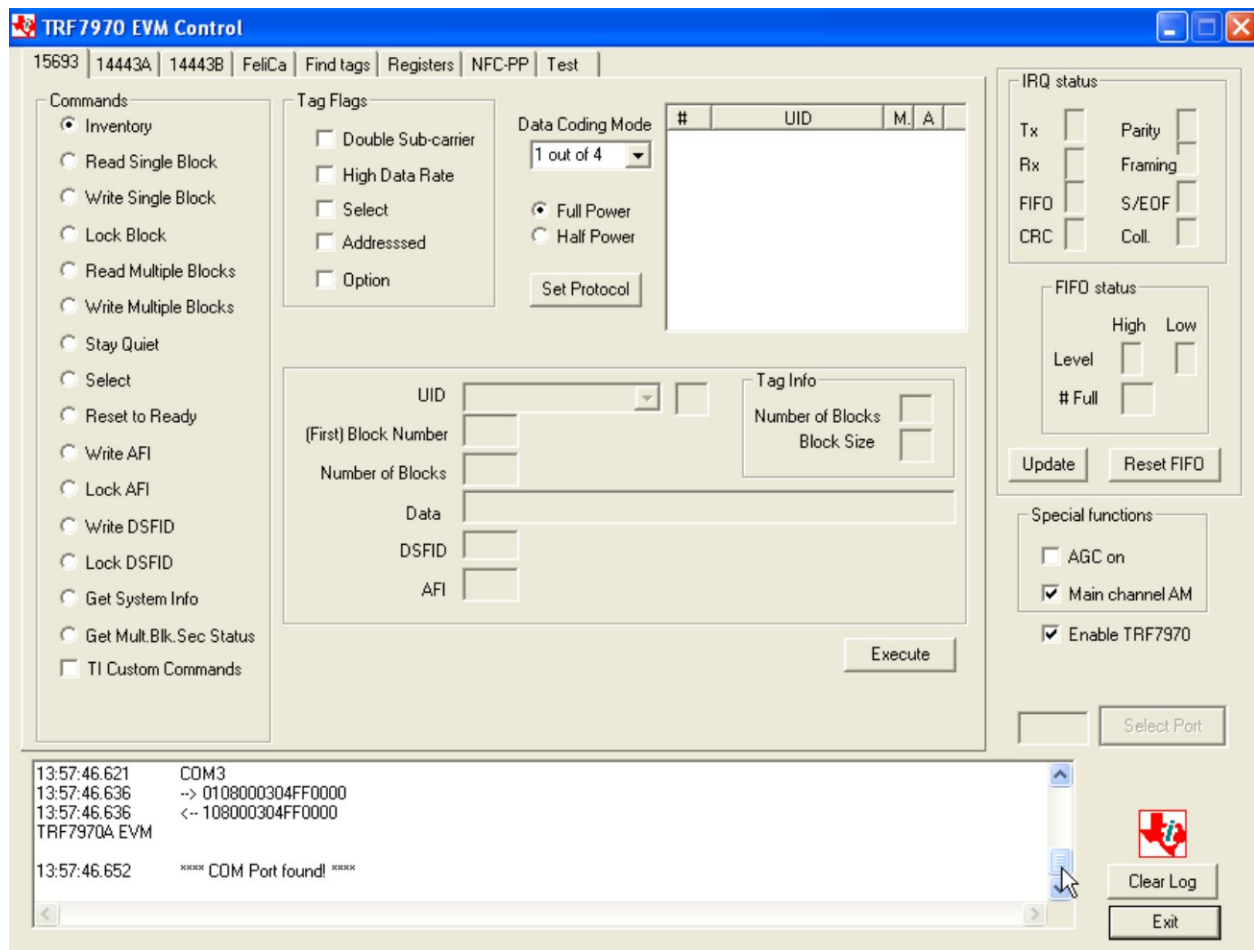 TRF7970 EVM Control
15693 14443A 14443B FeliCa Find tags Registers NFC-PP Test
Commands
Inventory
Read Single Block
Write Single Block
Lock Block
Read Multiple Blocks
Write Multiple Blocks
Stay Quiet
Select
Reset to Ready
Write AFI
Lock AFI
Write DSFID
Lock DSFID
Get System Info
Get Mult.Blk.Sec Status
TI Custom Commands
Tag Flags
Double Sub-carrier
High Data Rate
Select
Addresssed
Option
Data Coding Mode
1 out of 4
Full Power
Half Power
Set Protocol
# UID M. A
UID
(First) Block Number
Number of Blocks
Data
DSFID
AFI
Tag Info
Number of Blocks
Block Size
Execute
IRQ status
Tx Parity
Rx Framing
FIFO S/EOF
CRC Coll.
FIFO status
High Low
Level
# Full
Update Reset FIFO
Special functions
AGC on
Main channel AM
Enable TRF7970
Select Port
13:57:46.621 COM3
13:57:46.636 --> 0108000304FF0000
13:57:46.636 <-- 108000304FF0000
TRF7970A EVM
13:57:46.652 **** COM Port found! ****
Clear Log
Exit